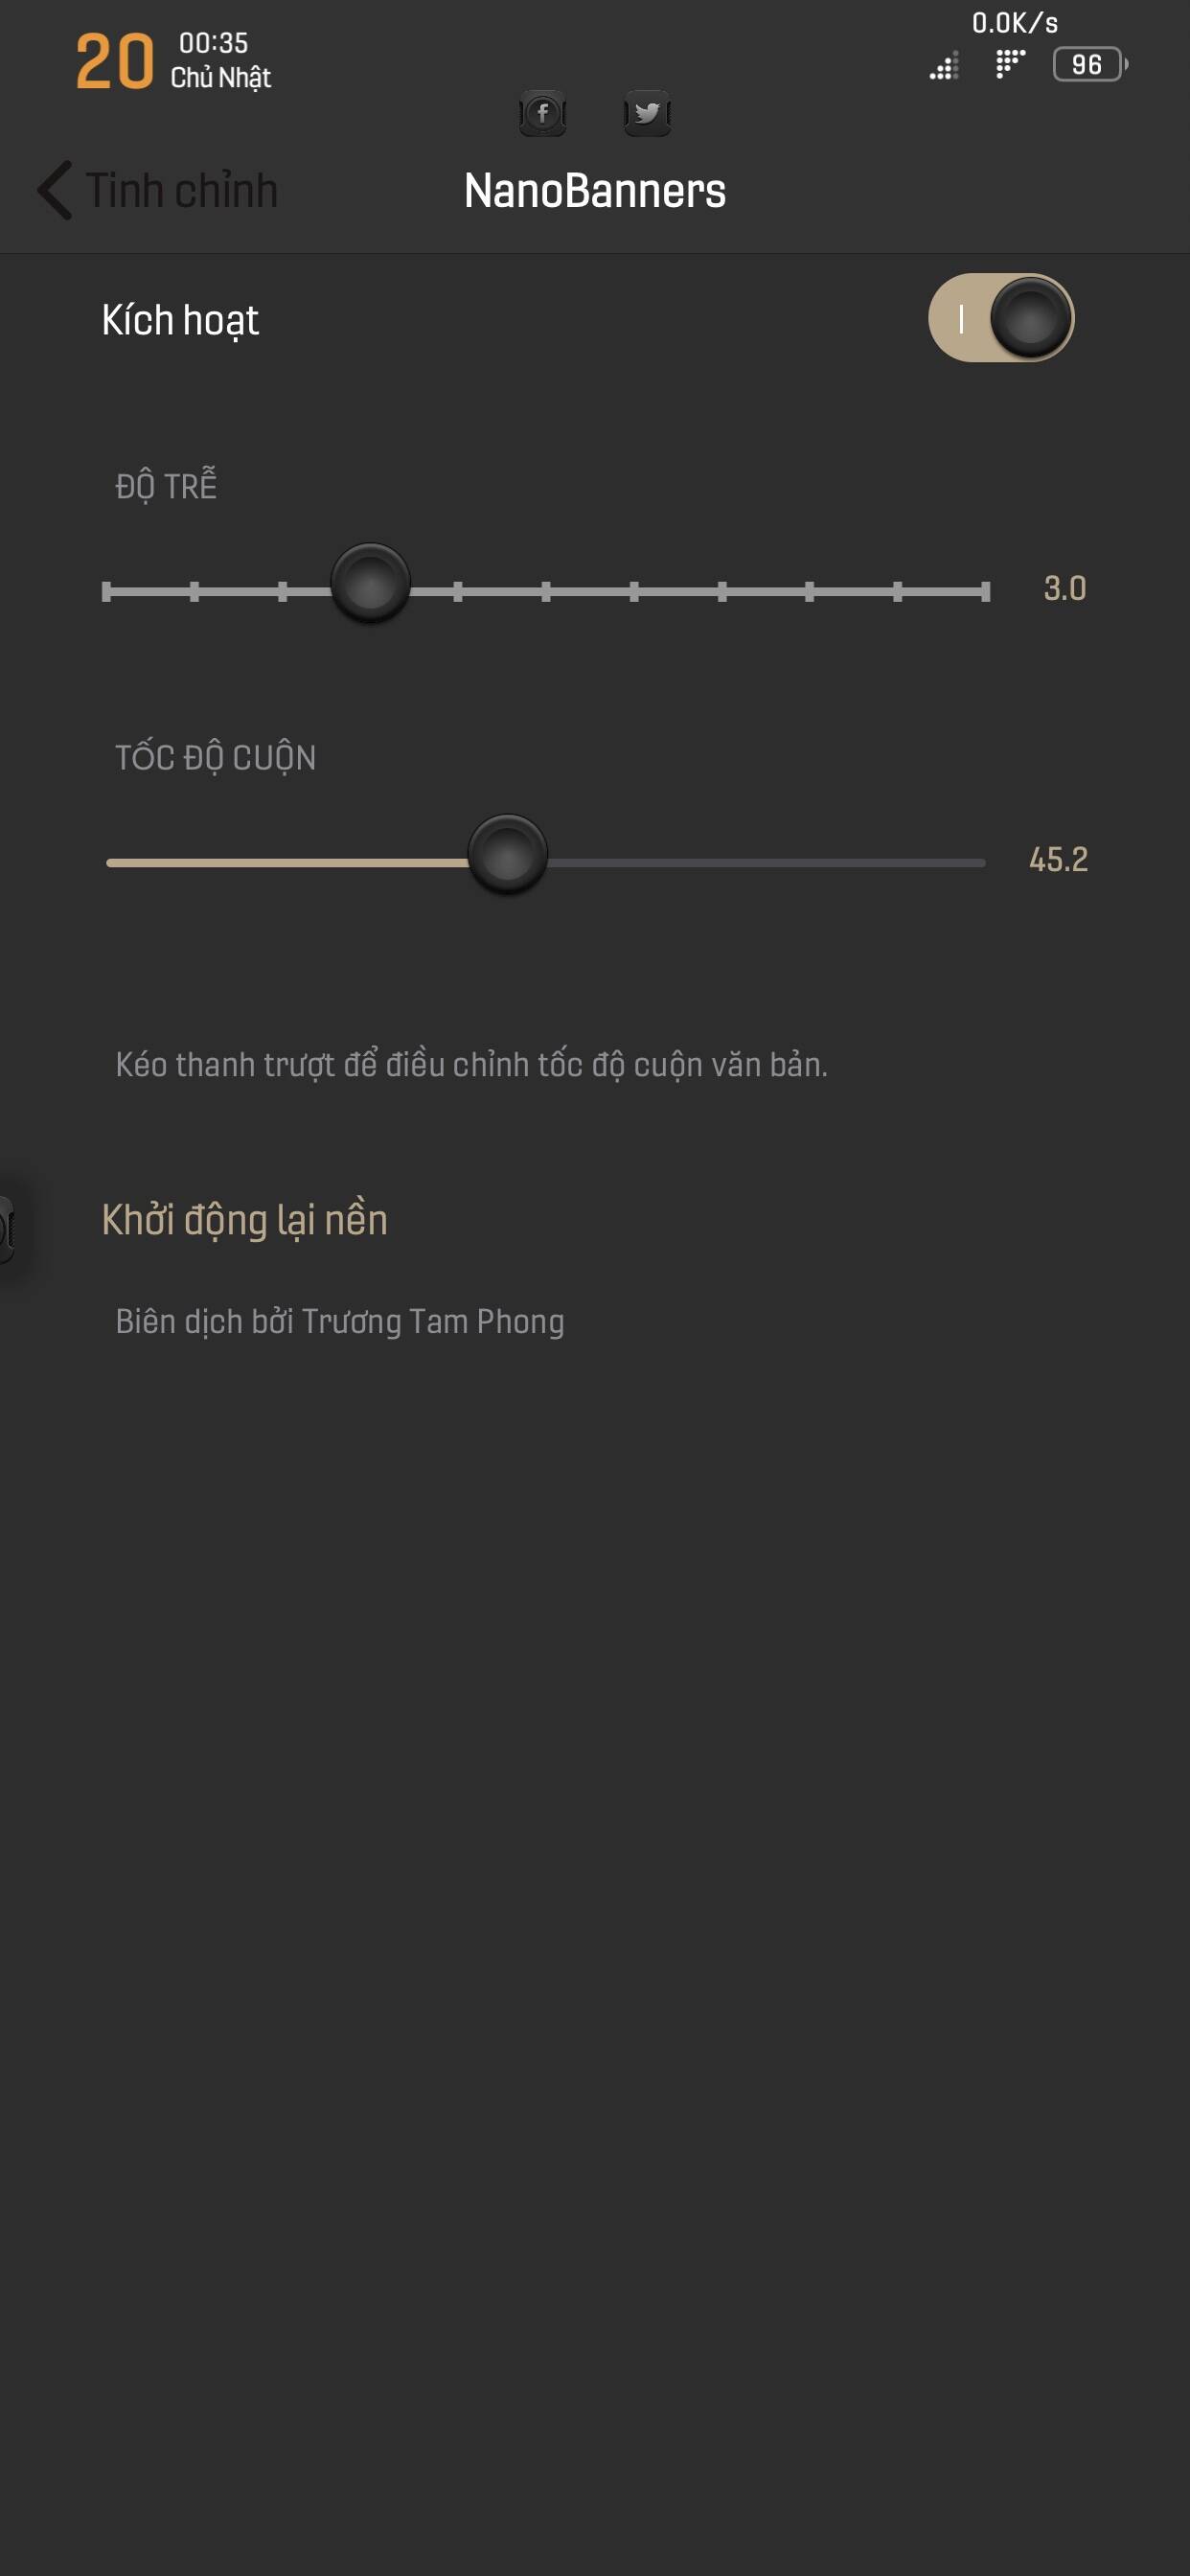 20
00:35
Chủ Nhật
0.0K/s
96
Tinh chỉnh
NanoBanners
Kích hoạt
ĐỘ TRỄ
3.0
TỐC ĐỘ CUỘN
45.2
Kéo thanh trượt để điều chỉnh tốc độ cuộn văn bản.
Khởi động lại nền
Biên dịch bởi Trương Tam Phong